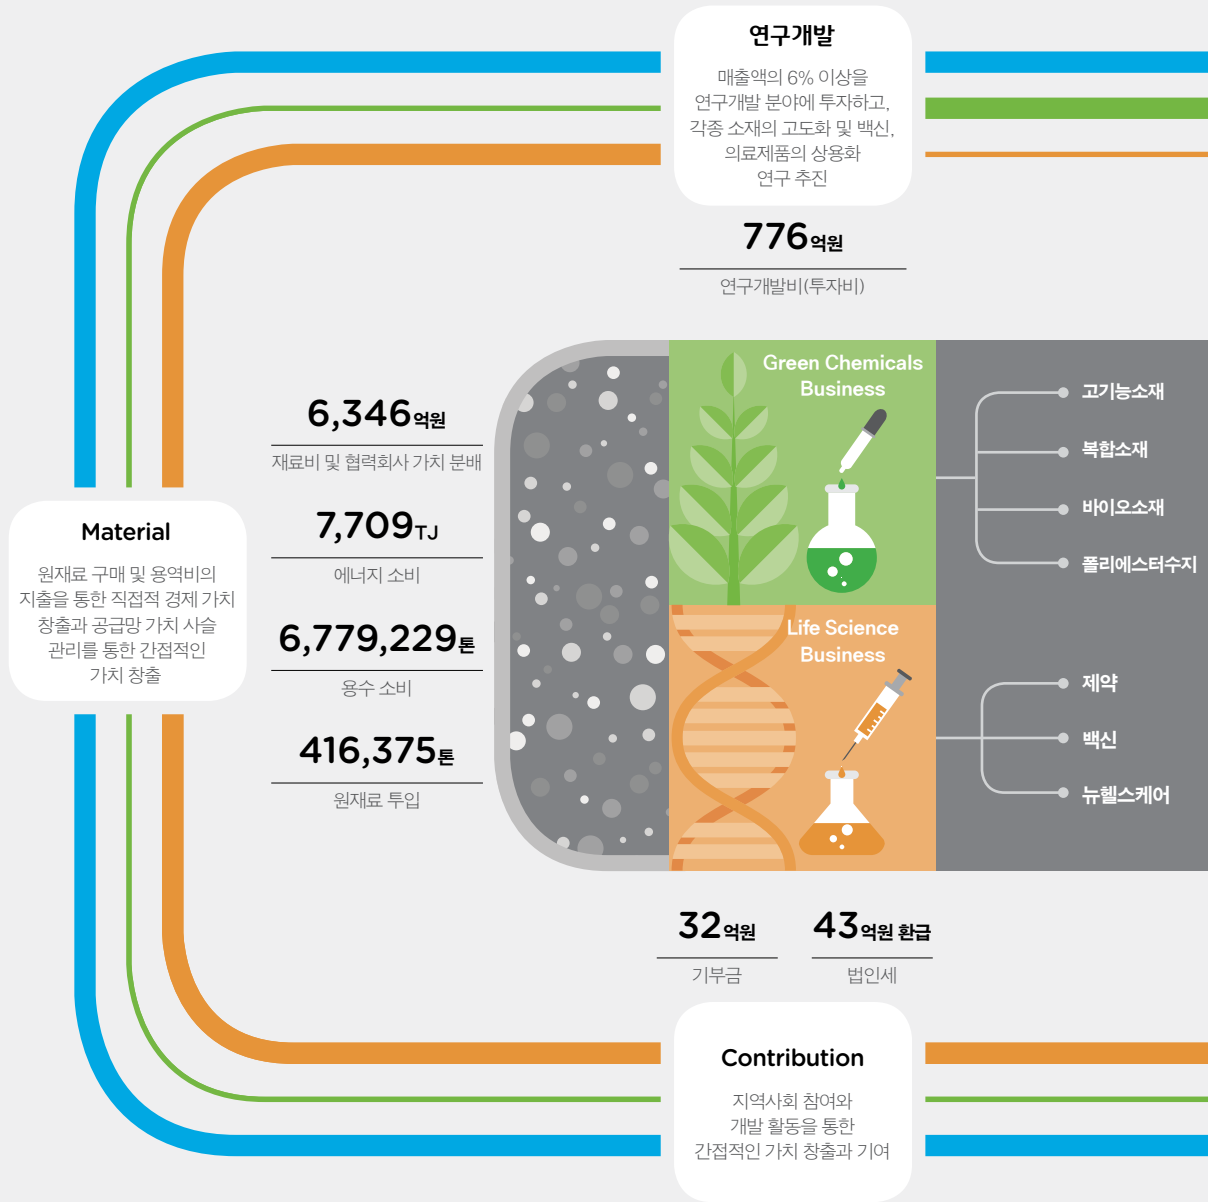 연구개발
매출액의 6% 이상을
연구개발 분야에 투자하고,
각종 소재의 고도화 및 백신,
의료제품의 상용화
연구 추진
776억원
연구개발비(투자비)
6,346억원
재료비 및 협력회사 가치 분배
7,709TJ
에너지 소비
6,779,229톤
용수 소비
416,375톤
원재료 투입
Material
원재료 구매 및 용역비의
지출을 통한 직접적 경제 가치
창출과 공급망 가치 사슬
관리를 통한 간접적인
가치 창출
Green Chemicals
Business
고기능소재
복합소재
바이오소재
폴리에스터수지
Life Science
Business
제약
백신
뉴헬스케어
32억원
기부금
43억원 환급
법인세
Contribution
지역사회 참여와
개발 활동을 통한
간접적인 가치 창출과 기여